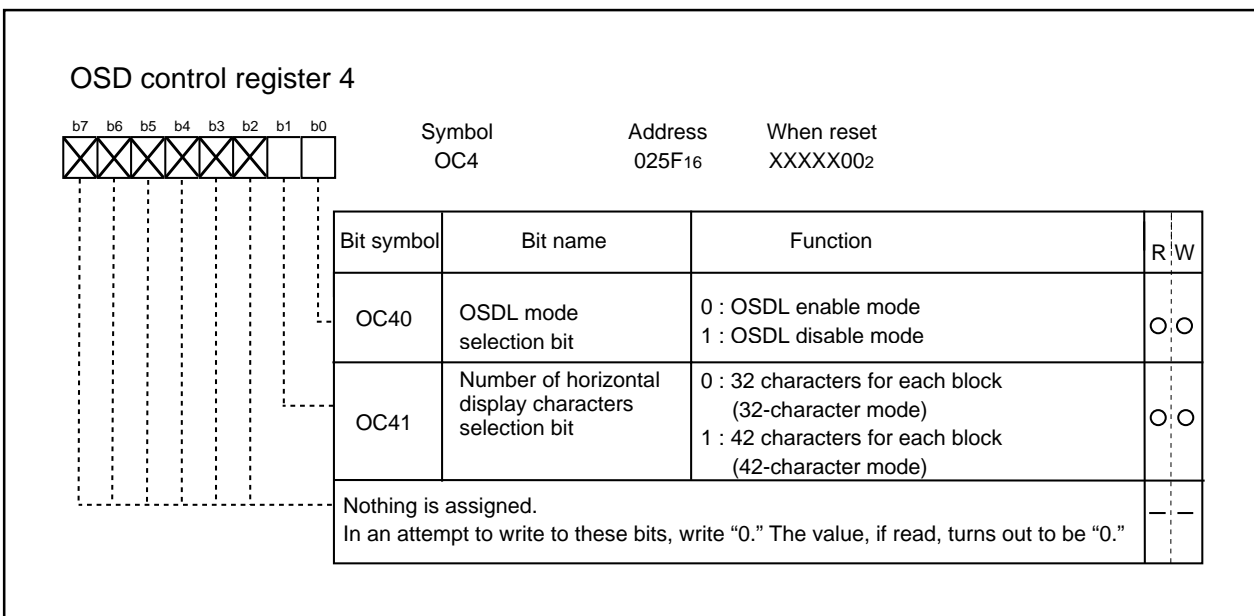 OSD control register 4
b7 b6 b5 b4 b3 b2 b1 b0
Symbol Address When reset
OC4 025F16 XXXXX002
Bit symbol Bit name Function R W
OC40 OSDL mode selection bit 0 : OSDL enable mode
1 : OSDL disable mode
OC41 Number of horizontal display characters selection bit 0 : 32 characters for each block
(32-character mode)
1 : 42 characters for each block
(42-character mode)
Nothing is assigned.
In an attempt to write to these bits, write “0.” The value, if read, turns out to be “0.”